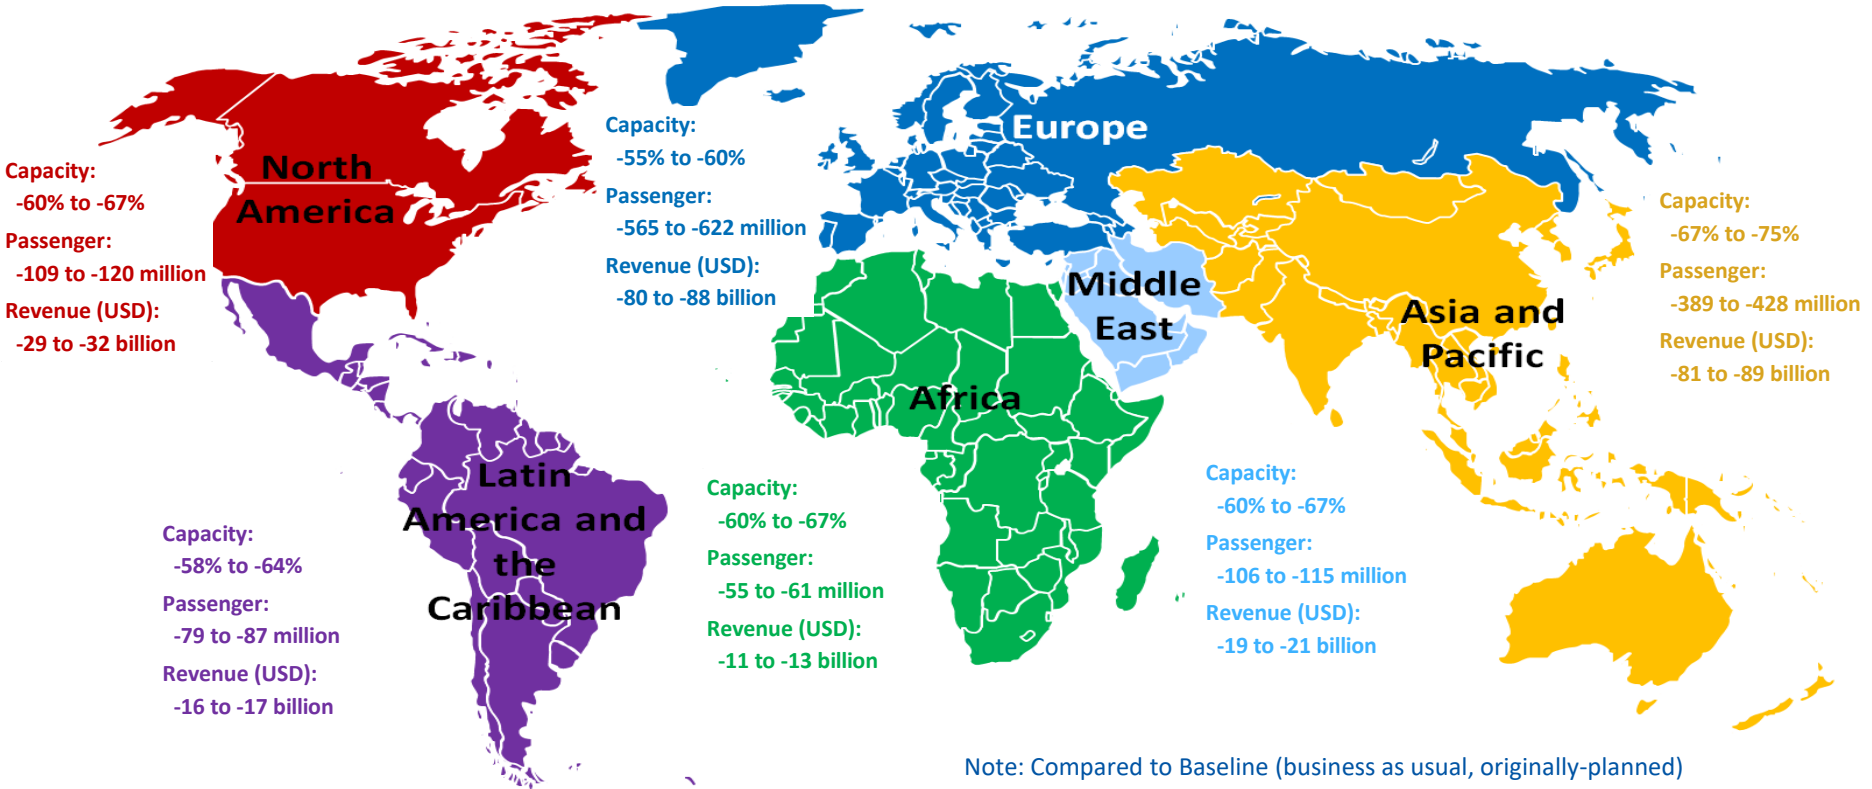 North
America
Capacity:
-60% to -67%
Passenger:
-109 to -120 million
Revenue (USD):
-29 to -32 billion
Europe
Capacity:
-55% to -60%
Passenger:
-565 to -622 million
Revenue (USD):
-80 to -88 billion
Middle
East
Asia and
Pacific
Capacity:
-67% to -75%
Passenger:
-389 to -428 million
Revenue (USD):
-81 to -89 billion
Africa
Latin
America and
the
Caribbean
Capacity:
-58% to -64%
Passenger:
-79 to -87 million
Revenue (USD):
-16 to -17 billion
Capacity:
-60% to -67%
Passenger:
-55 to -61 million
Revenue (USD):
-11 to -13 billion
Capacity:
-60% to -67%
Passenger:
-106 to -115 million
Revenue (USD):
-19 to -21 billion
Note: Compared to Baseline (business as usual, originally-planned)